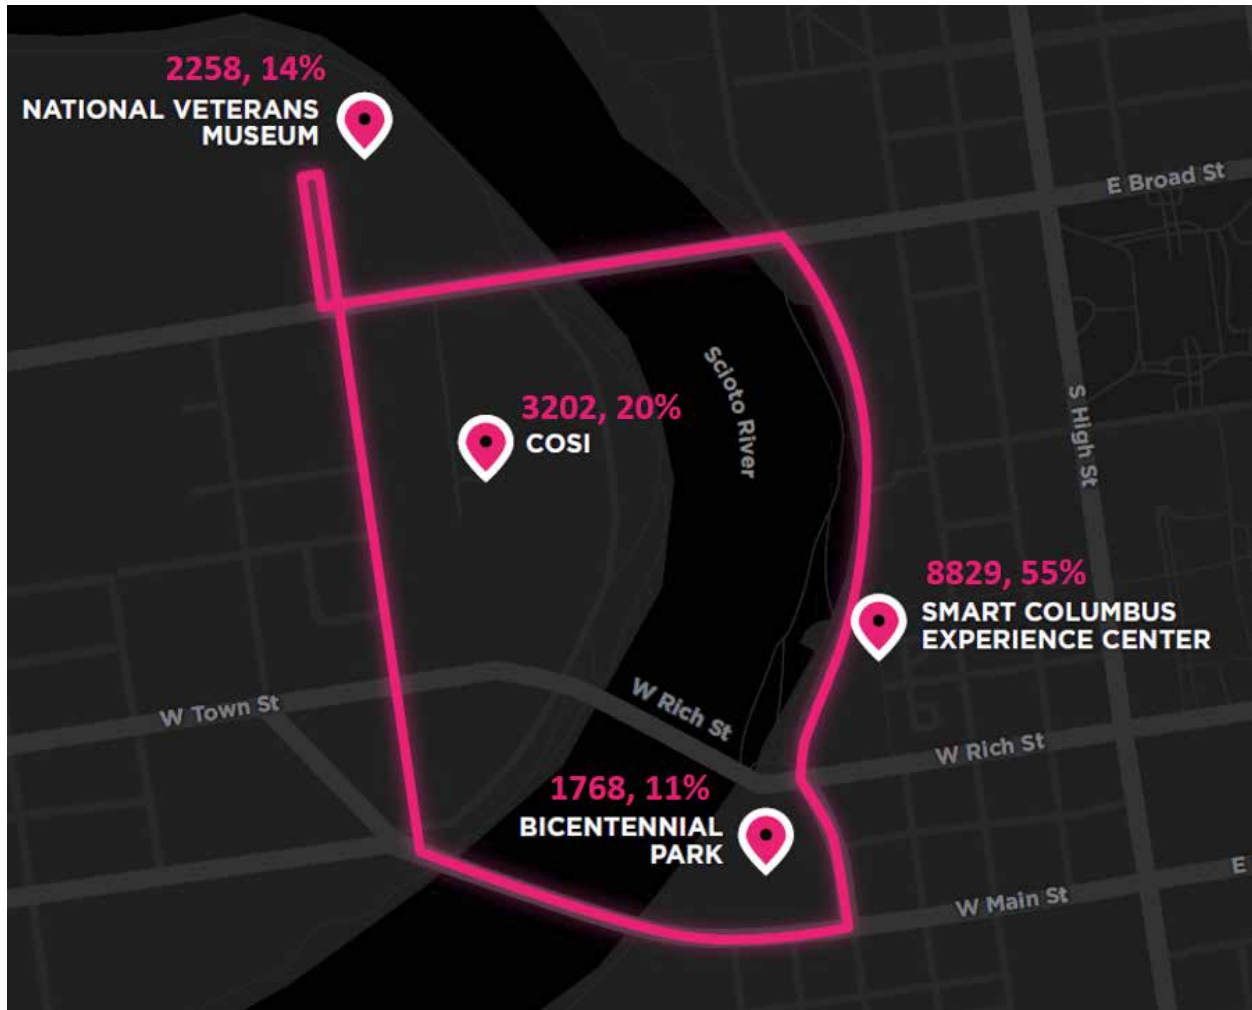 2258, 14%
NATIONAL VETERANS
MUSEUM
E Broad St
Scioto River
3202, 20%
COSI
S High St
8829, 55%
SMART COLUMBUS
EXPERIENCE CENTER
W Town St
W Rich St
W Rich St
1768, 11%
BICENTENNIAL
PARK
W Main St
E